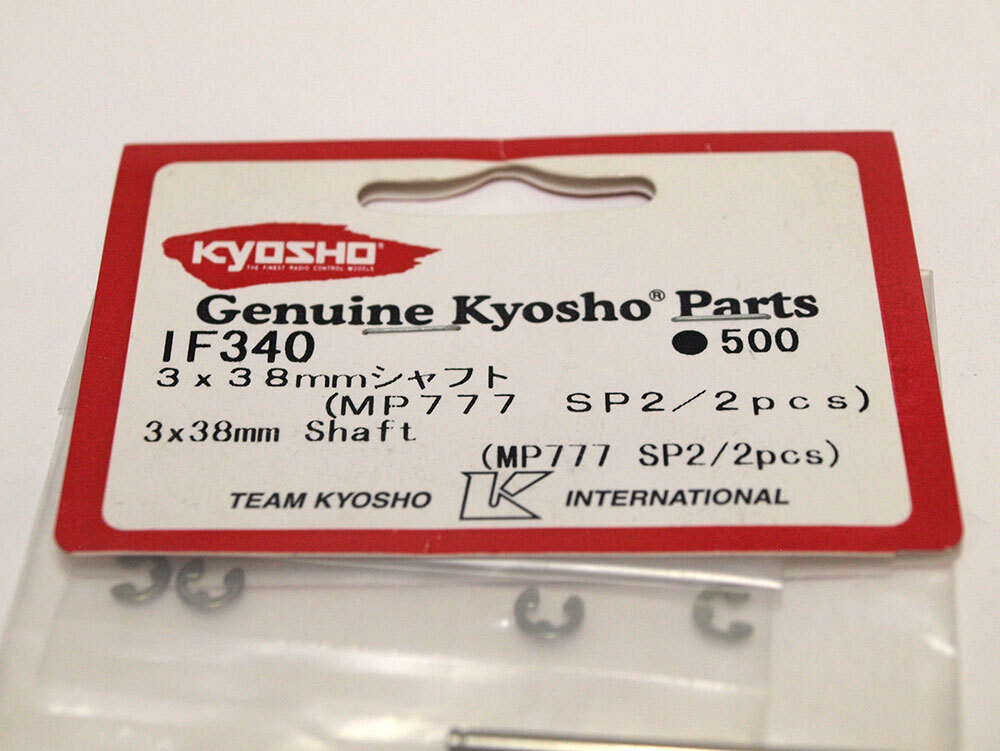 KYOSHO®
THE FINEST RADIO CONTROL MODELS
Genuine Kyosho® Parts
IF340 ●500
3x38mmシャフト
(MP777 SP2/2pcs)
3x38mm Shaft
(MP777 SP2/2pcs)
TEAM KYOSHO K INTERNATIONAL